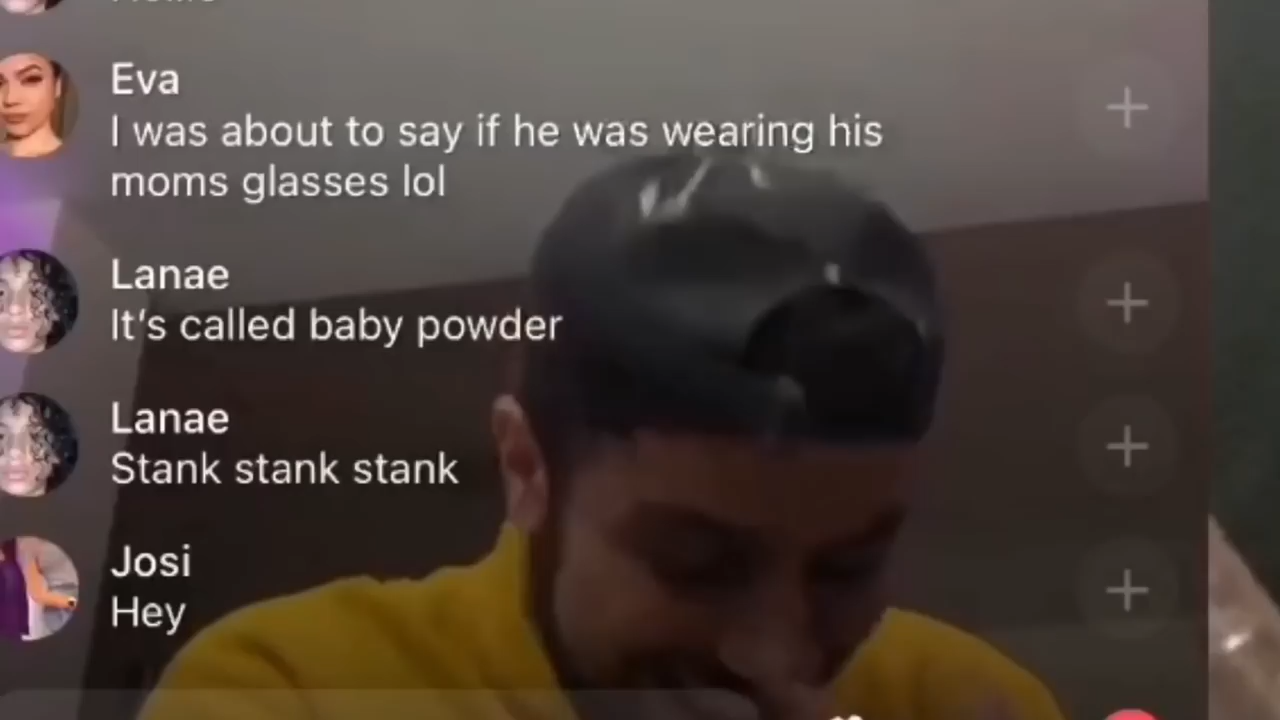 Eva
I was about to say if he was wearing his
moms glasses lol
Lanae
It's called baby powder
Lanae
Stank stank stank
Josi
Hey